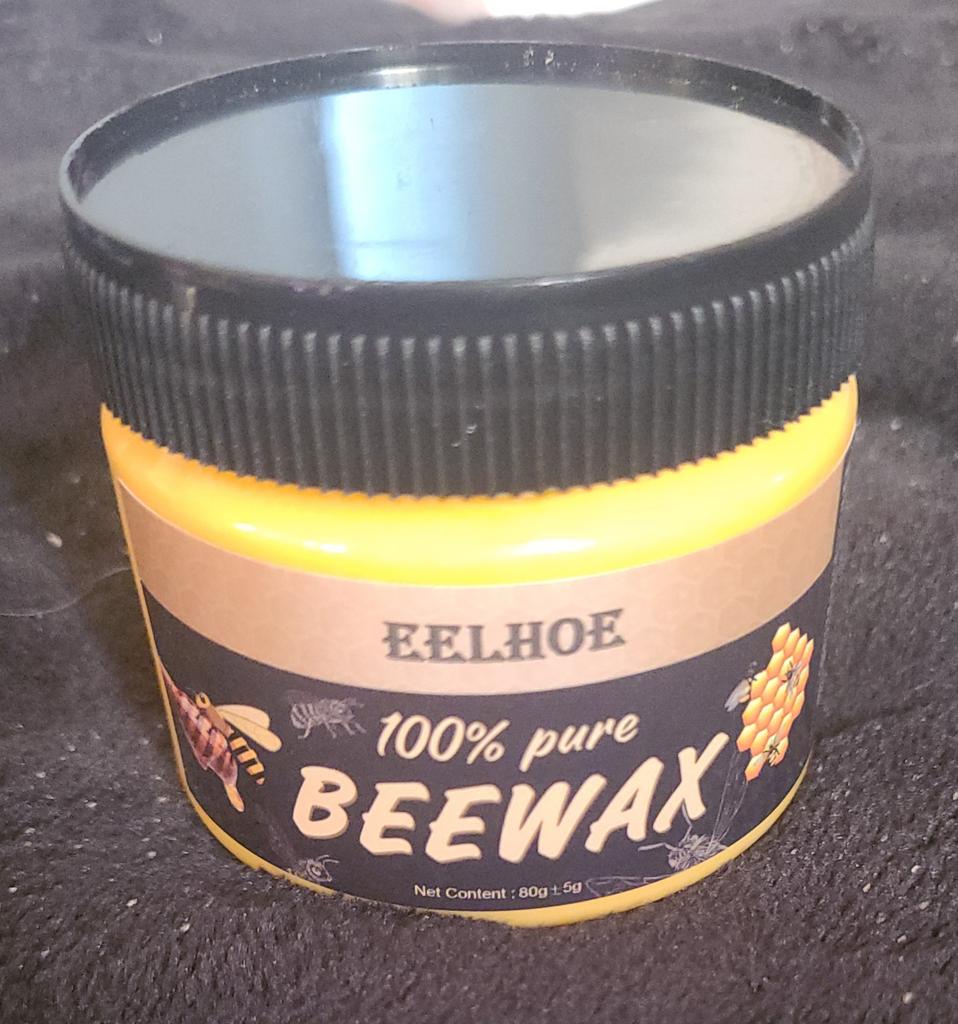 EELHOE
100% pure
BEEWAX
Net Content : 80g±5g